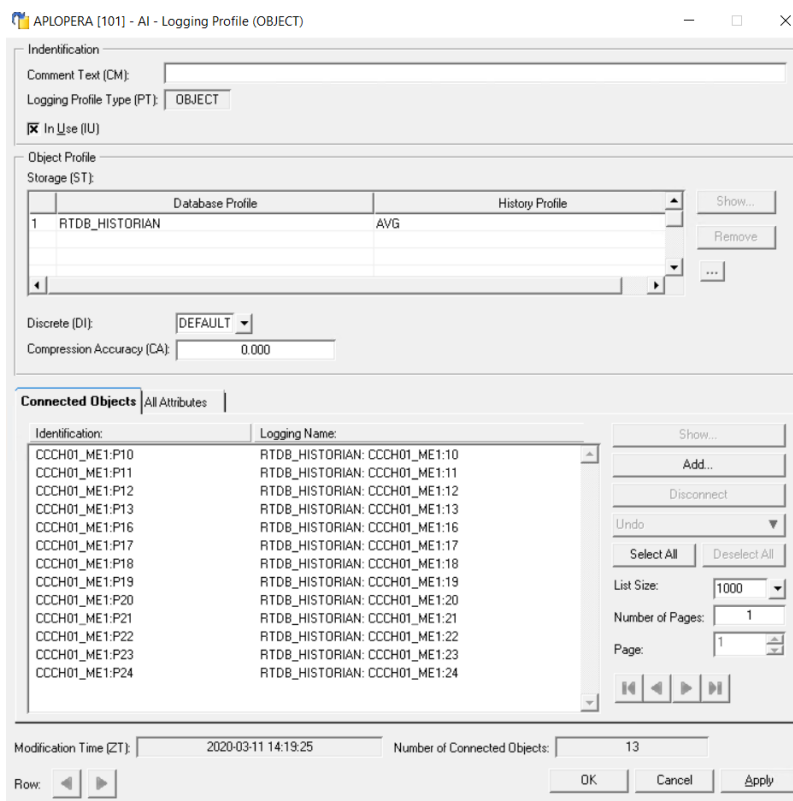 APLOPERA [101] - AI - Logging Profile (OBJECT)
Indentification
Comment Text (CM):
Logging Profile Type (PT): OBJECT
In Use (IU)
Object Profile
Storage (ST):
Database Profile History Profile
1 RTDB_HISTORIAN AVG
Show...
Remove
...
Discrete (DI): DEFAULT
Compression Accuracy (CA): 0.000
Connected Objects All Attributes
Identification: Logging Name:
CCCH01_ME1:P10 RTDB_HISTORIAN: CCCH01_ME1:10
CCCH01_ME1:P11 RTDB_HISTORIAN: CCCH01_ME1:11
CCCH01_ME1:P12 RTDB_HISTORIAN: CCCH01_ME1:12
CCCH01_ME1:P13 RTDB_HISTORIAN: CCCH01_ME1:13
CCCH01_ME1:P16 RTDB_HISTORIAN: CCCH01_ME1:16
CCCH01_ME1:P17 RTDB_HISTORIAN: CCCH01_ME1:17
CCCH01_ME1:P18 RTDB_HISTORIAN: CCCH01_ME1:18
CCCH01_ME1:P19 RTDB_HISTORIAN: CCCH01_ME1:19
CCCH01_ME1:P20 RTDB_HISTORIAN: CCCH01_ME1:20
CCCH01_ME1:P21 RTDB_HISTORIAN: CCCH01_ME1:21
CCCH01_ME1:P22 RTDB_HISTORIAN: CCCH01_ME1:22
CCCH01_ME1:P23 RTDB_HISTORIAN: CCCH01_ME1:23
CCCH01_ME1:P24 RTDB_HISTORIAN: CCCH01_ME1:24
Show...
Add...
Disconnect
Undo
Select All Deselect All
List Size: 1000
Number of Pages: 1
Page: 1
Modification Time (ZT): 2020-03-11 14:19:25 Number of Connected Objects: 13
Row: OK Cancel Apply